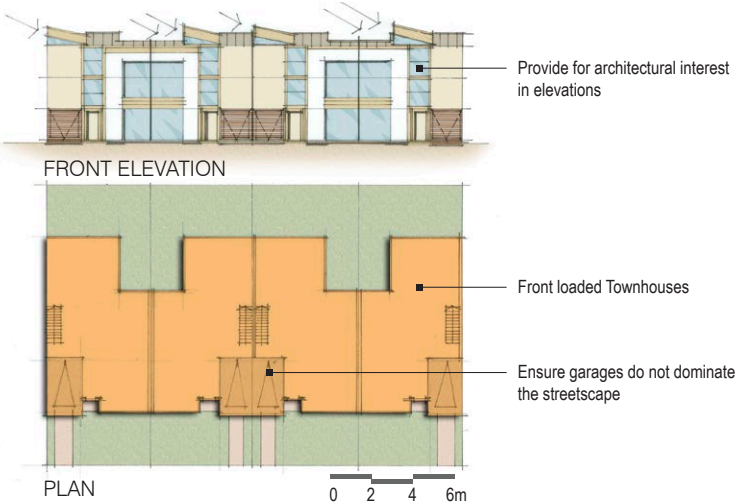 Provide for architectural interest
in elevations
FRONT ELEVATION
Front loaded Townhouses
Ensure garages do not dominate
the streetscape
PLAN
0 2 4 6m